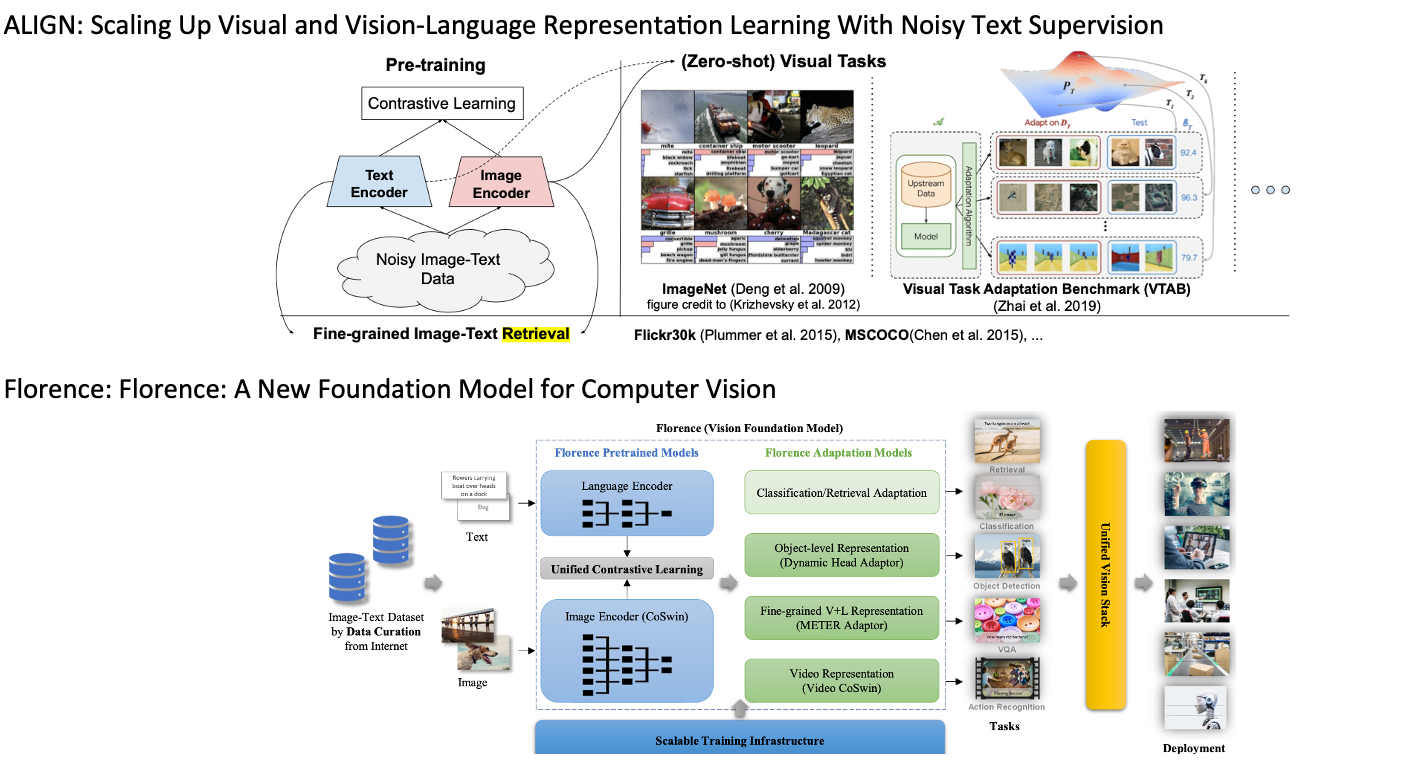 ALIGN: Scaling Up Visual and Vision-Language Representation Learning With Noisy Text Supervision
Pre-training
(Zero-shot) Visual Tasks
Contrastive Learning
Text
Encoder
Image
Encoder
Noisy Image-Text
Data
mite
container ship
motor scooter
leopard
mite
black widow
cockroach
tick
starfish
container ship
lifeboat
amphibian
fireboat
drilling platform
motor scooter
go-kart
moped
bumper car
golfcart
leopard
jaguar
cheetah
snow leopard
Egyptian cat
grille
mushroom
cherry
Madagascar cat
convertible
grille
pickup
beach wagon
fire engine
agaric
mushroom
jelly fungus
gill fungus
dead-man's-fingers
dalmatian
grape
elderberry
ffordshire bullterrier
currant
squirrel monkey
spider monkey
titi
indri
howler monkey
ImageNet (Deng et al. 2009)
figure credit to (Krizhevsky et al. 2012)
P_T
T_1
T_2
T_k
Adapt on D_T
Test
Upstream
Data
Model
Adaptation Algorithm
92.4
96.3
79.7
Visual Task Adaptation Benchmark (VTAB)
(Zhai et al. 2019)
Fine-grained Image-Text Retrieval
Flickr30k (Plummer et al. 2015), MSCOCO(Chen et al. 2015), ...
Florence: Florence: A New Foundation Model for Computer Vision
Florence (Vision Foundation Model)
Florence Pretrained Models
Florence Adaptation Models
Image-Text Dataset
by Data Curation
from Internet
Rowers carrying
boat over heads
on a dock
Dog
Text
Image
Language Encoder
Unified Contrastive Learning
Image Encoder (CoSwin)
Classification/Retrieval Adaptation
Object-level Representation
(Dynamic Head Adaptor)
Fine-grained V+L Representation
(METER Adaptor)
Video Representation
(Video CoSwin)
Scalable Training Infrastructure
Two kangaroos on a beach
Retrieval
Flower
Classification
Object Detection
How many red buttons?
VQA
Playing Soccer
Action Recognition
Tasks
Unified Vision Stack
Deployment